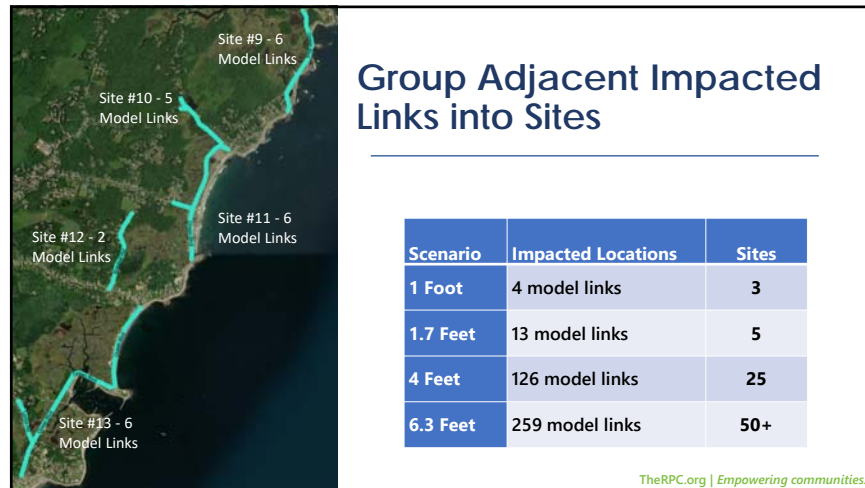 Site #9 - 6
Model Links
Site #10 - 5
Model Links
Site #11 - 6
Model Links
Site #12 - 2
Model Links
Site #13 - 6
Model Links
Group Adjacent Impacted
Links into Sites
Scenario Impacted Locations Sites
1 Foot 4 model links 3
1.7 Feet 13 model links 5
4 Feet 126 model links 25
6.3 Feet 259 model links 50+
TheRPC.org | Empowering communities.